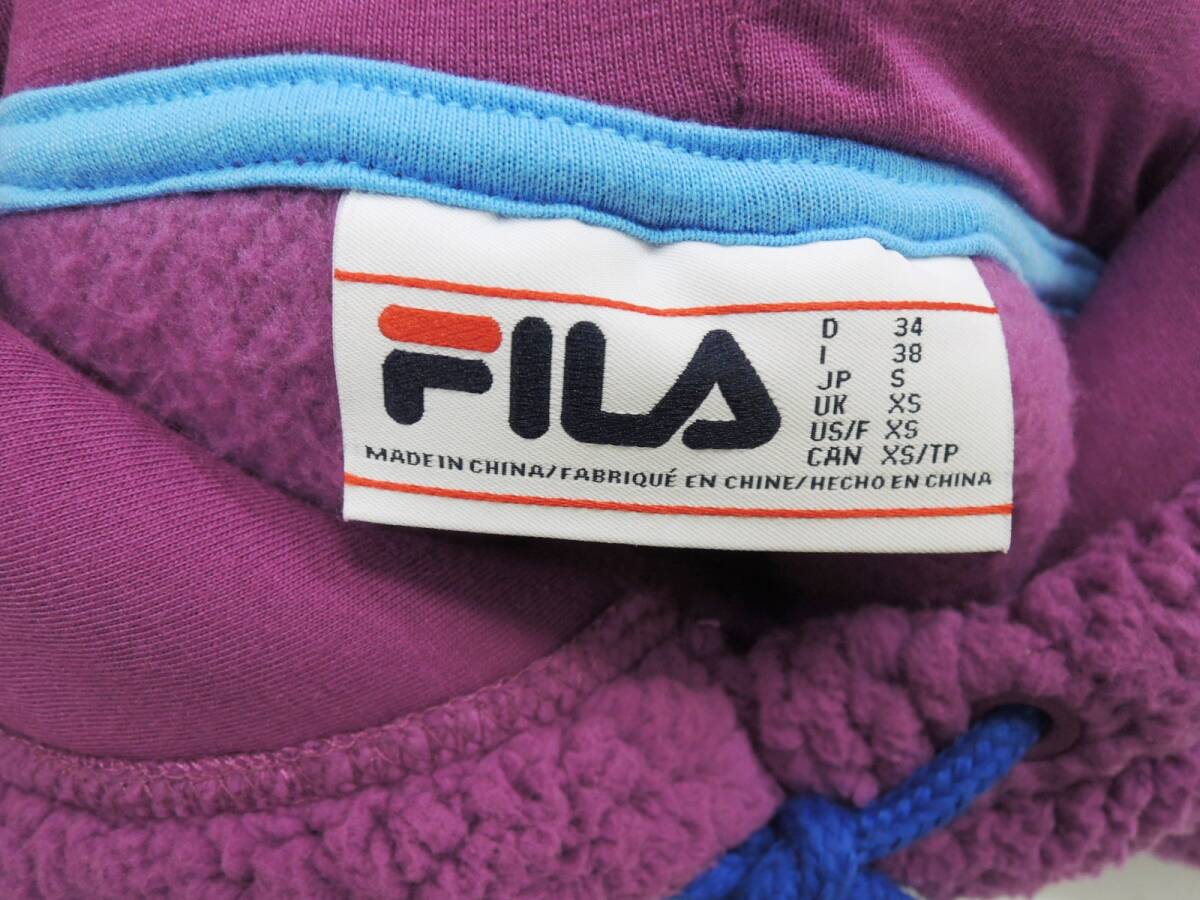 FILA
D 34
I 38
JP S
UK XS
US/F XS
CAN XS/TP
MADE IN CHINA/FABRIQUÉ EN CHINE/HECHO EN CHINA